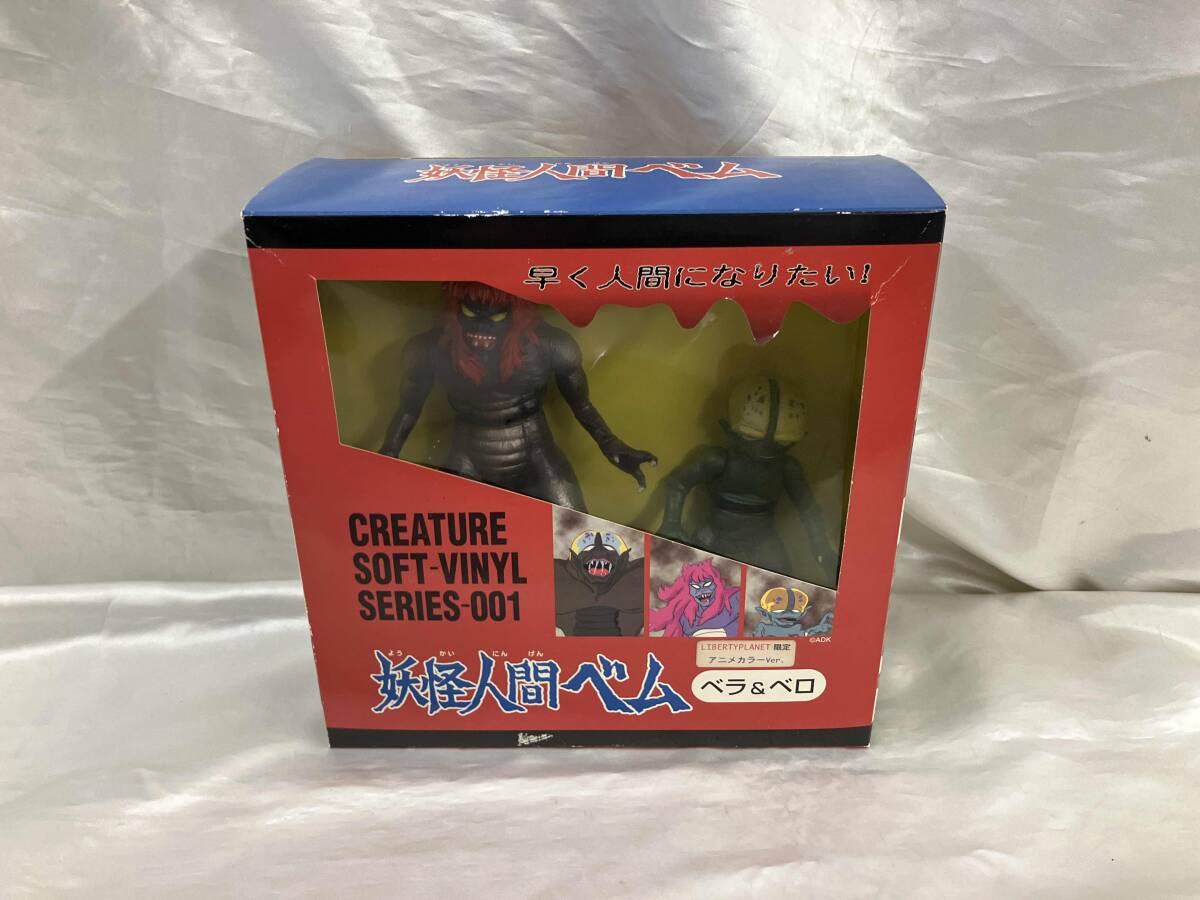 妖怪人間ベム
早く人間になりたい!
CREATURE
SOFT-VINYL
SERIES-001
©ADK
LIBERTYPLANET 限定
アニメカラーVer.
よう かい にん げん
妖怪人間ベム
ベラ&ベロ